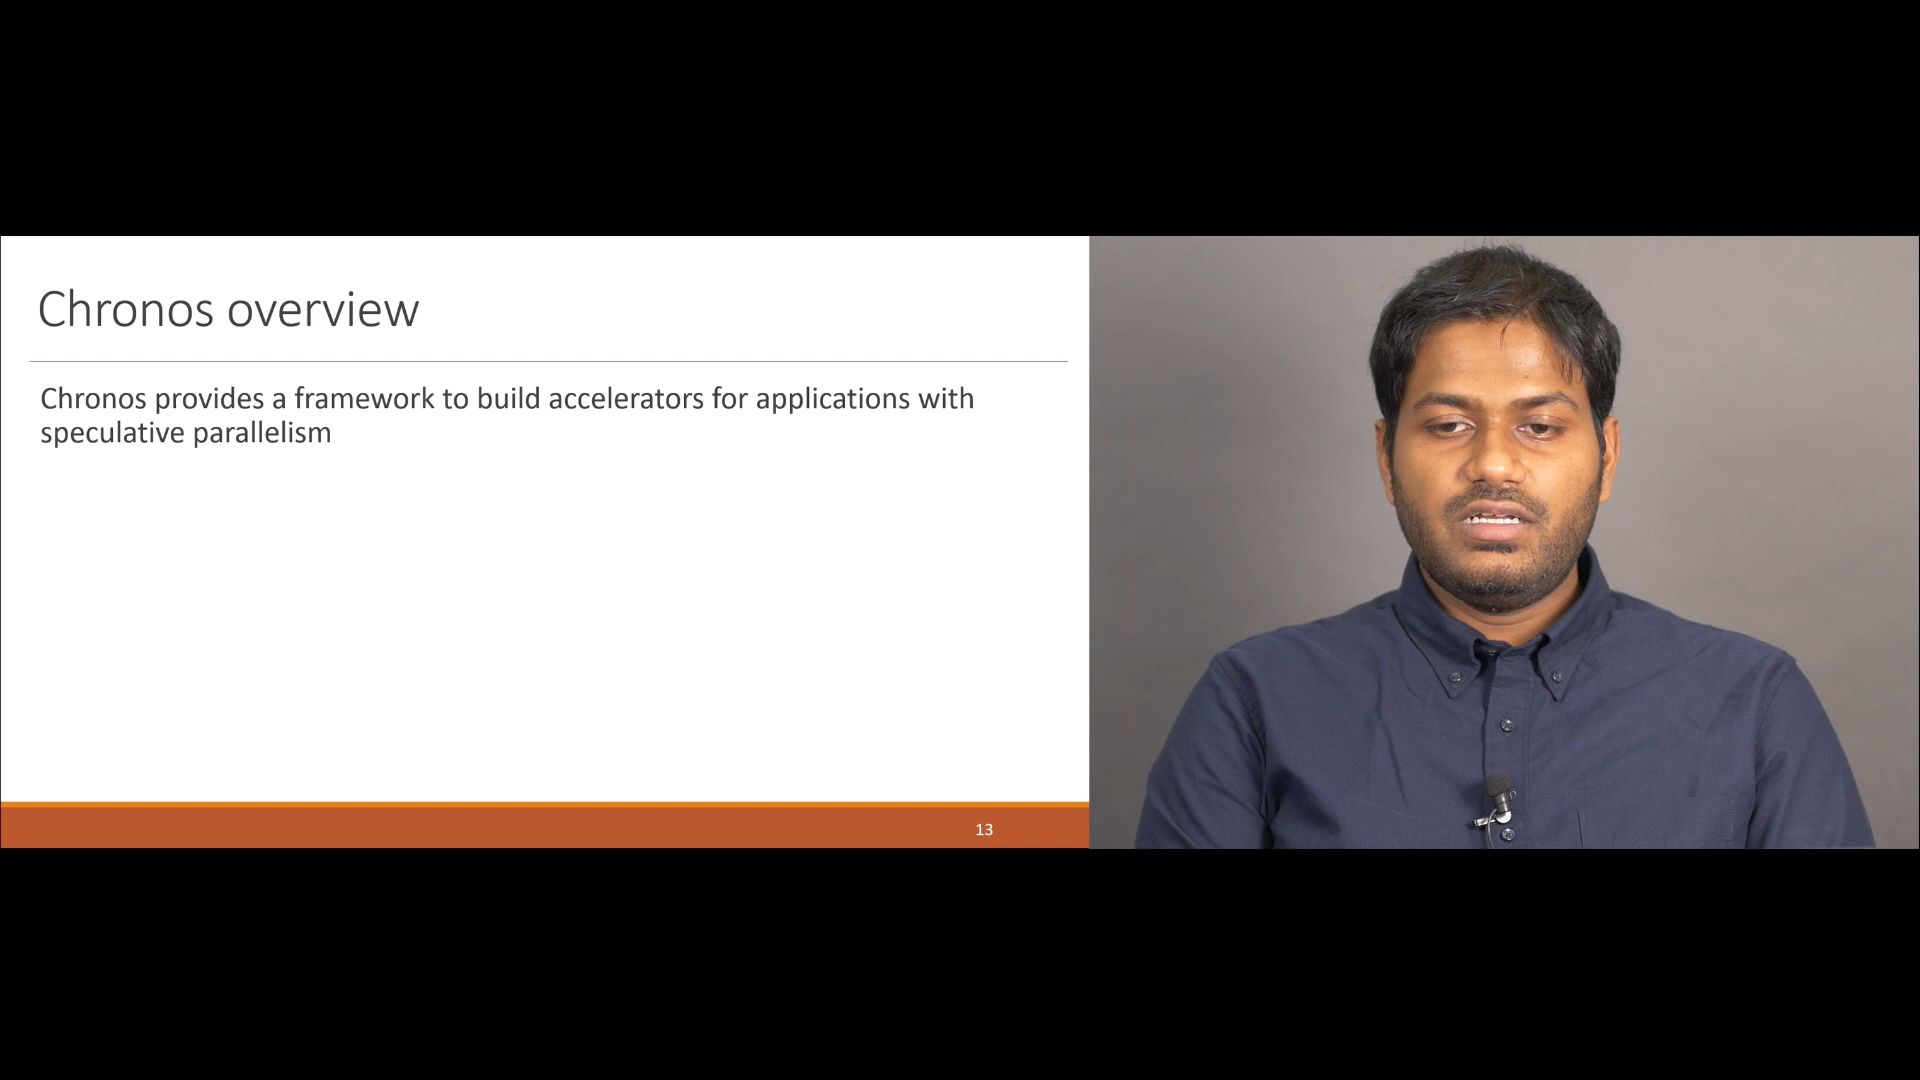 Chronos overview
Chronos provides a framework to build accelerators for applications with
speculative parallelism
13